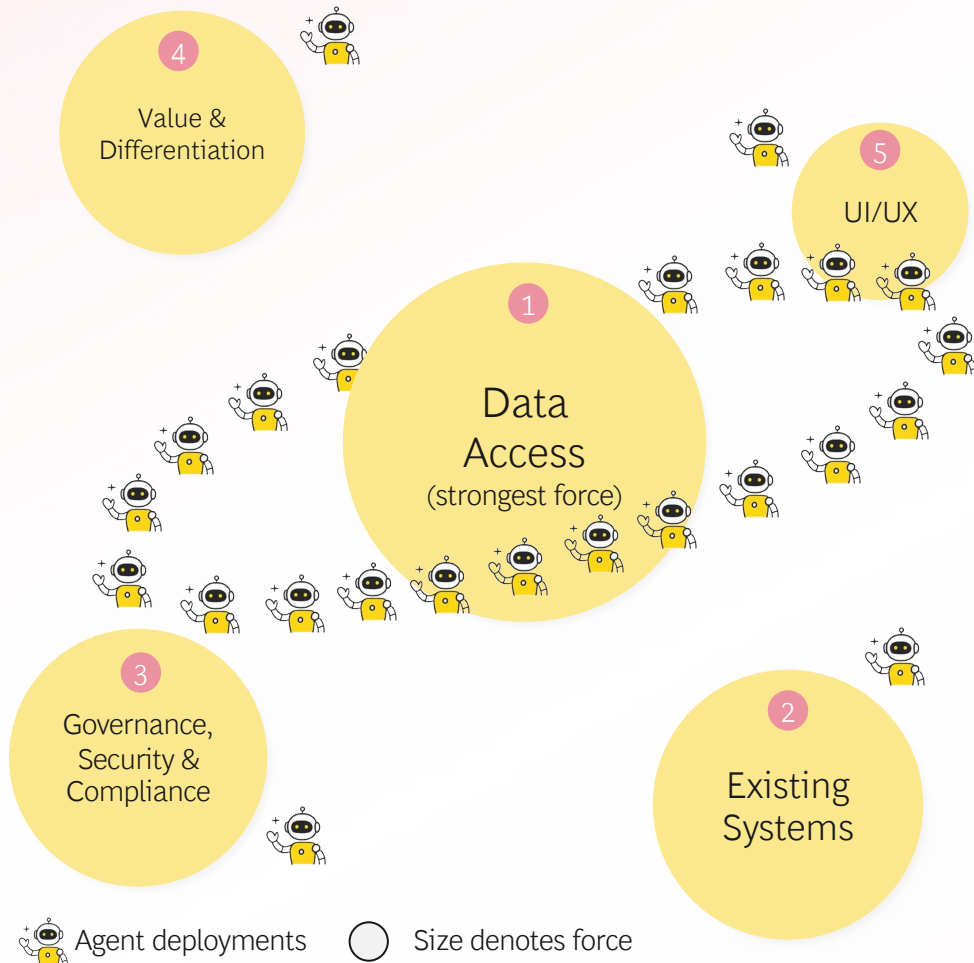 4
Value &
Differentiation
5
UI/UX
1
Data
Access
(strongest force)
3
Governance,
Security &
Compliance
2
Existing
Systems
Agent deployments
Size denotes force